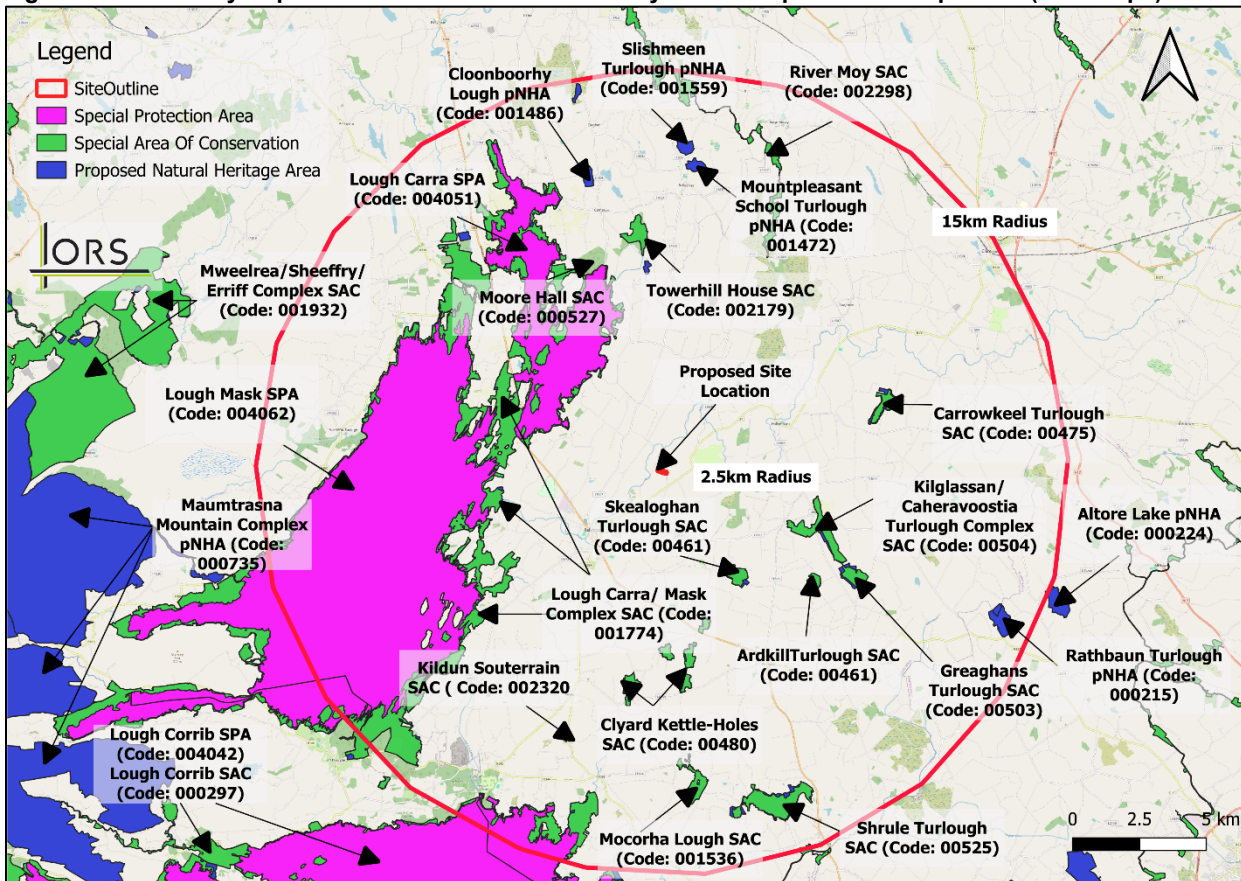 Legend
SiteOutline
Special Protection Area
Special Area Of Conservation
Proposed Natural Heritage Area
JORS
Cloonboorhy
Lough pNHA
(Code: 001486)
Slishmeen
Turlough pNHA
(Code: 001559)
River Moy SAC
(Code: 002298)
Lough Carra SPA
(Code: 004051)
Mountpleasant
School Turlough
pNHA (Code:
001472)
15km Radius
Mweelrea/Sheeffry/
Erriff Complex SAC
(Code: 001932)
Moore Hall SAC
(Code: 000527)
Towerhill House SAC
(Code: 002179)
Lough Mask SPA
(Code: 004062)
Proposed Site
Location
Carrowkeel Turlough
SAC (Code: 00475)
2.5km Radius
Maumtrasna
Mountain Complex
pNHA (Code:
000735)
Skealoghan
Turlough SAC
(Code: 00461)
Kilglassan/
Caheravoostia
Turlough Complex
SAC (Code: 00504)
Altore Lake pNHA
(Code: 000224)
Lough Carra/ Mask
Complex SAC (Code:
001774)
Kildun Souterrain
SAC ( Code: 002320
ArdkillTurlough SAC
(Code: 00461)
Greaghans
Turlough SAC
(Code: 00503)
Rathbaun Turlough
pNHA (Code:
000215)
Clyard Kettle-Holes
SAC (Code: 00480)
Lough Corrib SPA
(Code: 004042)
Lough Corrib SAC
(Code: 000297)
Mocorha Lough SAC
(Code: 001536)
Shrule Turlough
SAC (Code: 00525)
0 2.5 5 km